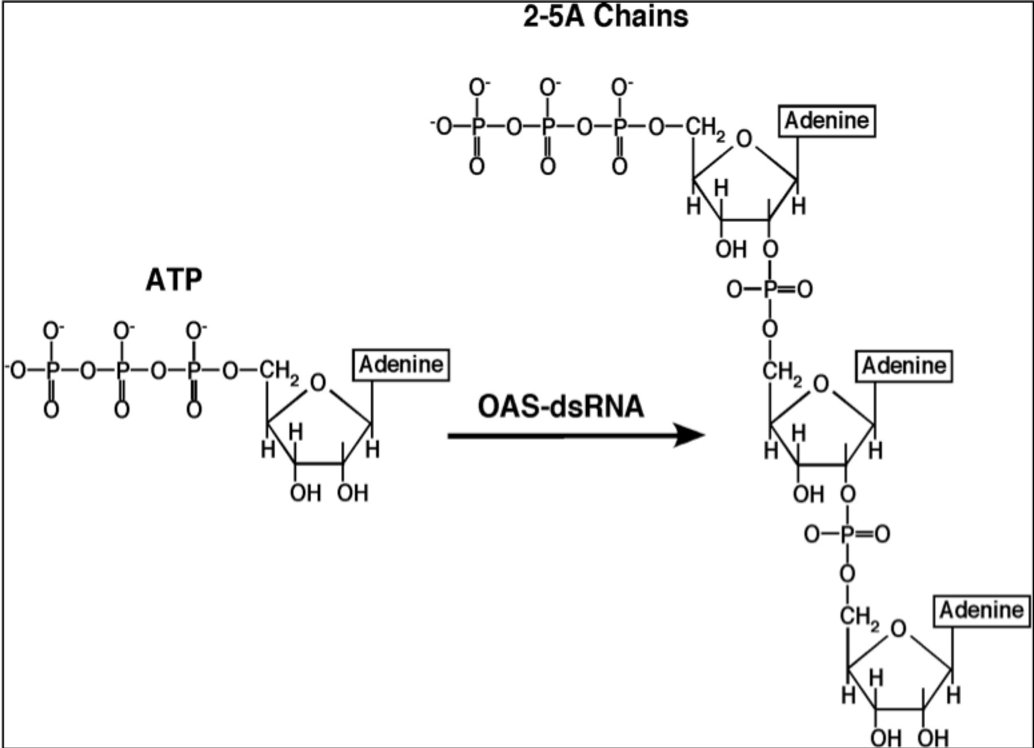 2-5A Chains
O- O- O-
-O-P-O-P-O-P-O-CH2 O Adenine
O O O
H H H
OH O
O-P=O
O
CH2 O Adenine
H H H
OH O
O-P=O
O
CH2 O Adenine
H H H
OH OH
ATP
O- O- O-
-O-P-O-P-O-P-O-CH2 O Adenine
O O O
H H H
OH OH
OAS-dsRNA